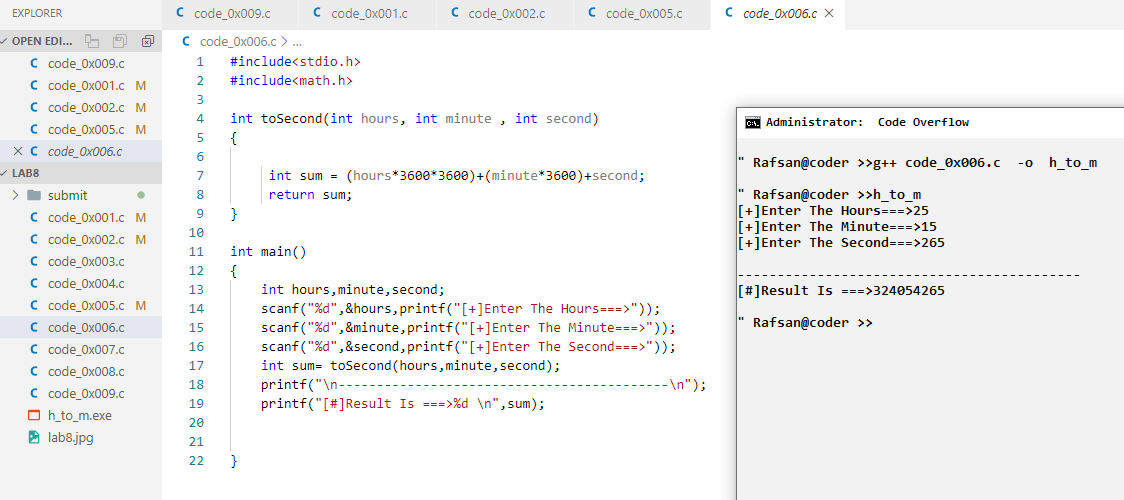 EXPLORER
OPEN EDI...
C code_0x009.c
C code_0x001.c M
C code_0x002.c M
C code_0x005.c M
C code_0x006.c
LAB8
submit
C code_0x001.c M
C code_0x002.c M
C code_0x003.c
C code_0x004.c
C code_0x005.c M
C code_0x006.c
C code_0x007.c
C code_0x008.c
C code_0x009.c
h_to_m.exe
lab8.jpg
C code_0x009.c C code_0x001.c C code_0x002.c C code_0x005.c C code_0x006.c
C code_0x006.c > ...
1 #include<stdio.h>
2 #include<math.h>
3
4 int toSecond(int hours, int minute , int second)
5 {
6
7 int sum = (hours*3600*3600)+(minute*3600)+second;
8 return sum;
9 }
10
11 int main()
12 {
13 int hours,minute,second;
14 scanf("%d",&hours,printf("[+]Enter The Hours===>"));
15 scanf("%d",&minute,printf("[+]Enter The Minute===>"));
16 scanf("%d",&second,printf("[+]Enter The Second===>"));
17 int sum= toSecond(hours,minute,second);
18 printf("\n------------------------------------------\n");
19 printf("[#]Result Is ===>%d \n",sum);
20
21
22 }
C:\. Administrator: Code Overflow
" Rafsan@coder >>g++ code_0x006.c -o h_to_m
" Rafsan@coder >>h_to_m
[+]Enter The Hours===>25
[+]Enter The Minute===>15
[+]Enter The Second===>265
-------------------------------------------
[#]Result Is ===>324054265
" Rafsan@coder >>